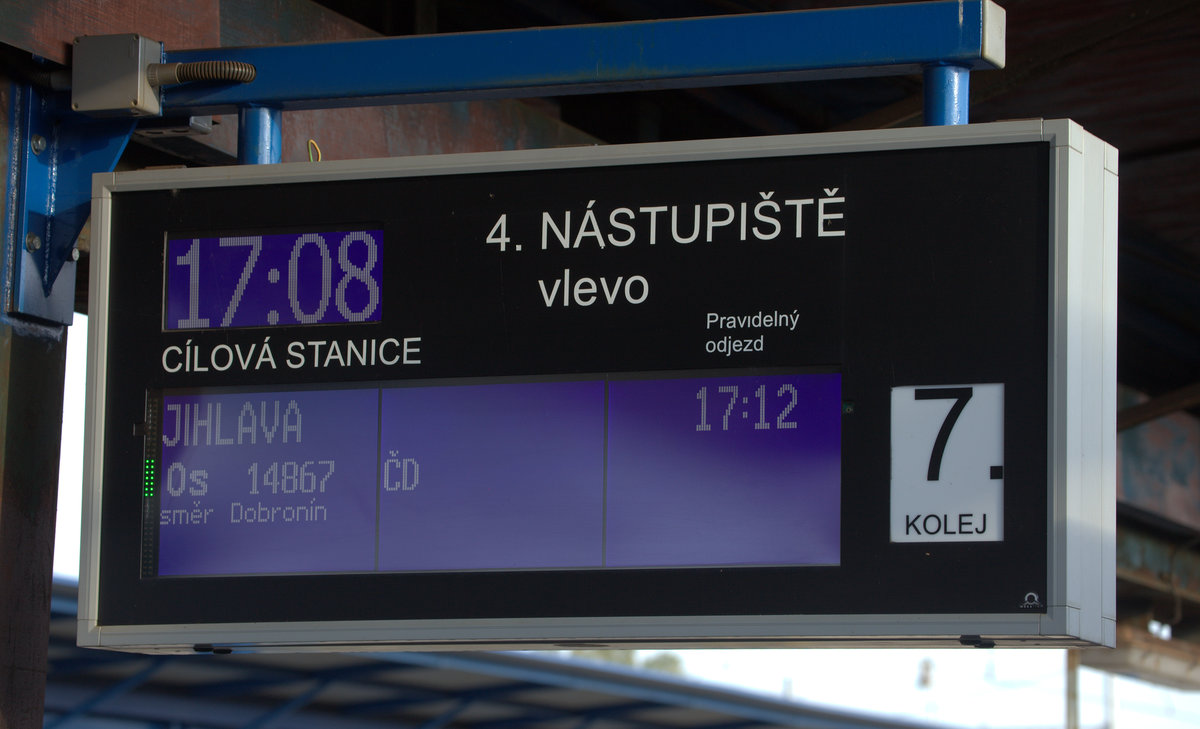 17:08
4. NÁSTUPIŠTĚ
vlevo
Pravidelný
odjezd
CÍLOVÁ STANICE
JIHLAVA
17:12
Os 14867
ČD
směr Dobronín
7.
KOLEJ